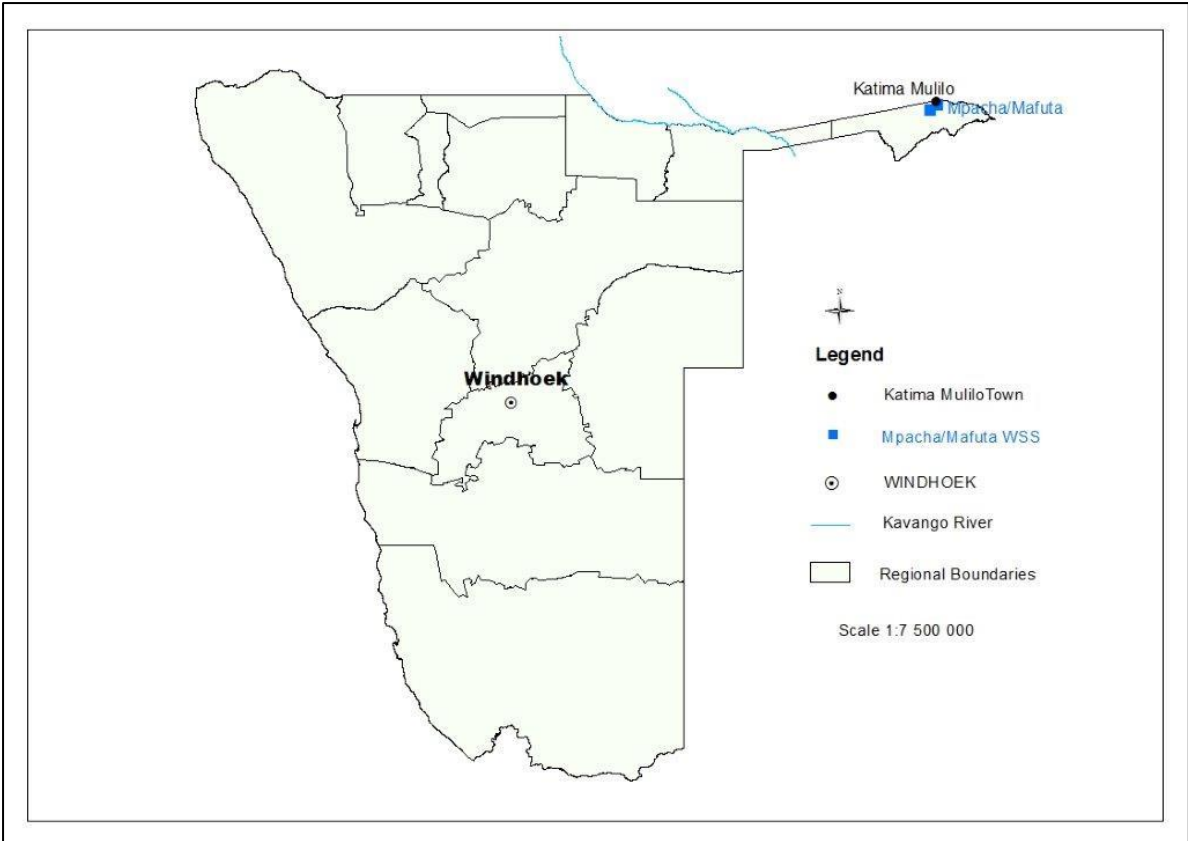 Katima Mulilo
Mpacha/Mafuta
Windhoek
N
Legend
Katima MuliloTown
Mpacha/Mafuta WSS
WINDHOEK
Kavango River
Regional Boundaries
Scale 1:7 500 000